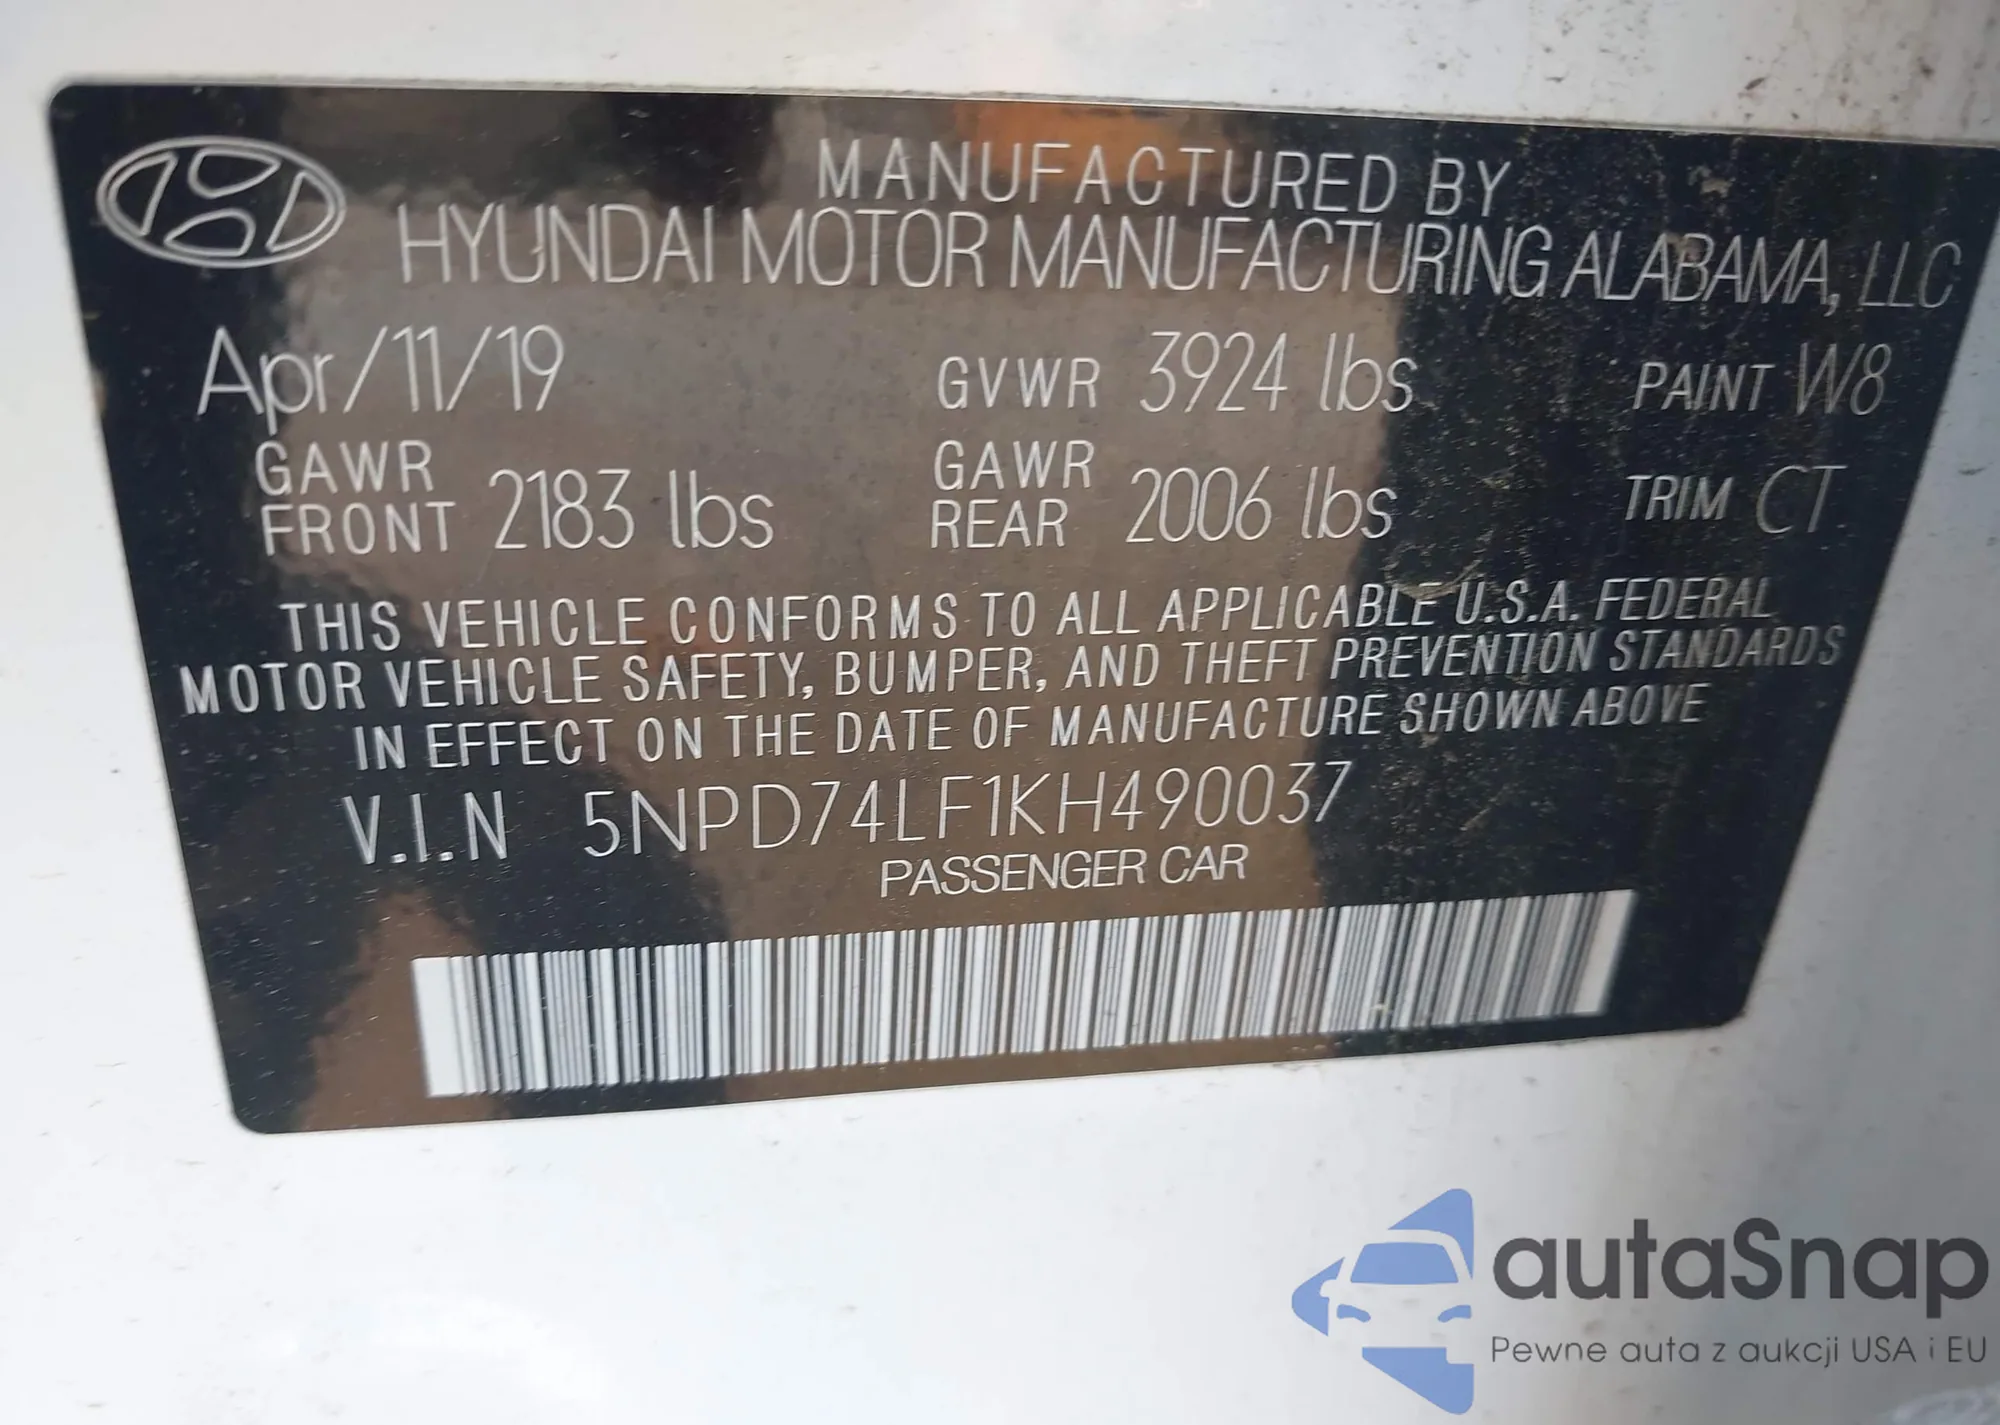 MANUFACTURED BY
HYUNDAI MOTOR MANUFACTURING ALABAMA, LLC
Apr/11/19 GVWR 3924 lbs PAINT W8
GAWR FRONT 2183 lbs GAWR REAR 2006 lbs TRIM CT
THIS VEHICLE CONFORMS TO ALL APPLICABLE U.S.A. FEDERAL
MOTOR VEHICLE SAFETY, BUMPER, AND THEFT PREVENTION STANDARDS
IN EFFECT ON THE DATE OF MANUFACTURE SHOWN ABOVE
V.I.N 5NPD74LF1KH490037
PASSENGER CAR
autaSnap
Pewne auta z aukcji USA i EU